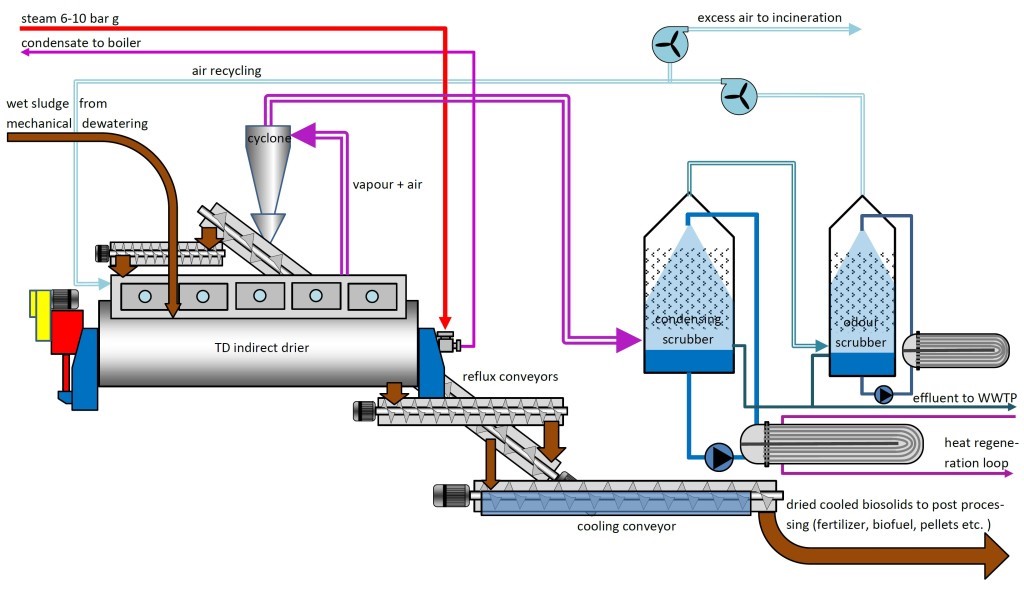 steam 6-10 bar g
excess air to incineration
condensate to boiler
air recycling
wet sludge from
mechanical dewatering
cyclone
vapour + air
condensing
scrubber
odour
scrubber
TD indirect drier
reflux conveyors
effluent to WWTP
heat regene-
ration loop
dried cooled biosolids to post proces-
sing (fertilizer, biofuel, pellets etc. )
cooling conveyor